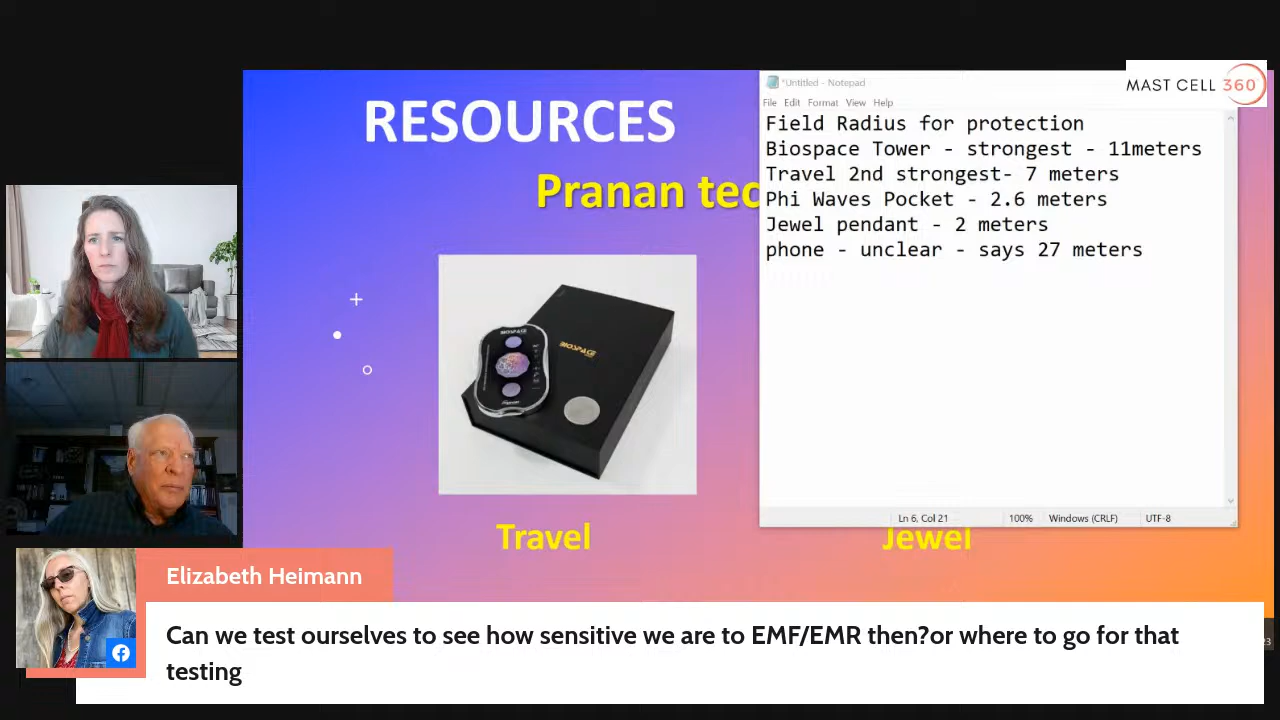 RESOURCES
Pranan tec
Travel
Jewel
*Untitled - Notepad
File Edit Format View Help
Field Radius for protection
Biospace Tower - strongest - 11meters
Travel 2nd strongest- 7 meters
Phi Waves Pocket - 2.6 meters
Jewel pendant - 2 meters
phone - unclear - says 27 meters
Ln 6, Col 21 100% Windows (CRLF) UTF-8
MAST CELL 360
BIOSPACE
BIOSPACE
Elizabeth Heimann
Can we test ourselves to see how sensitive we are to EMF/EMR then?or where to go for that
testing